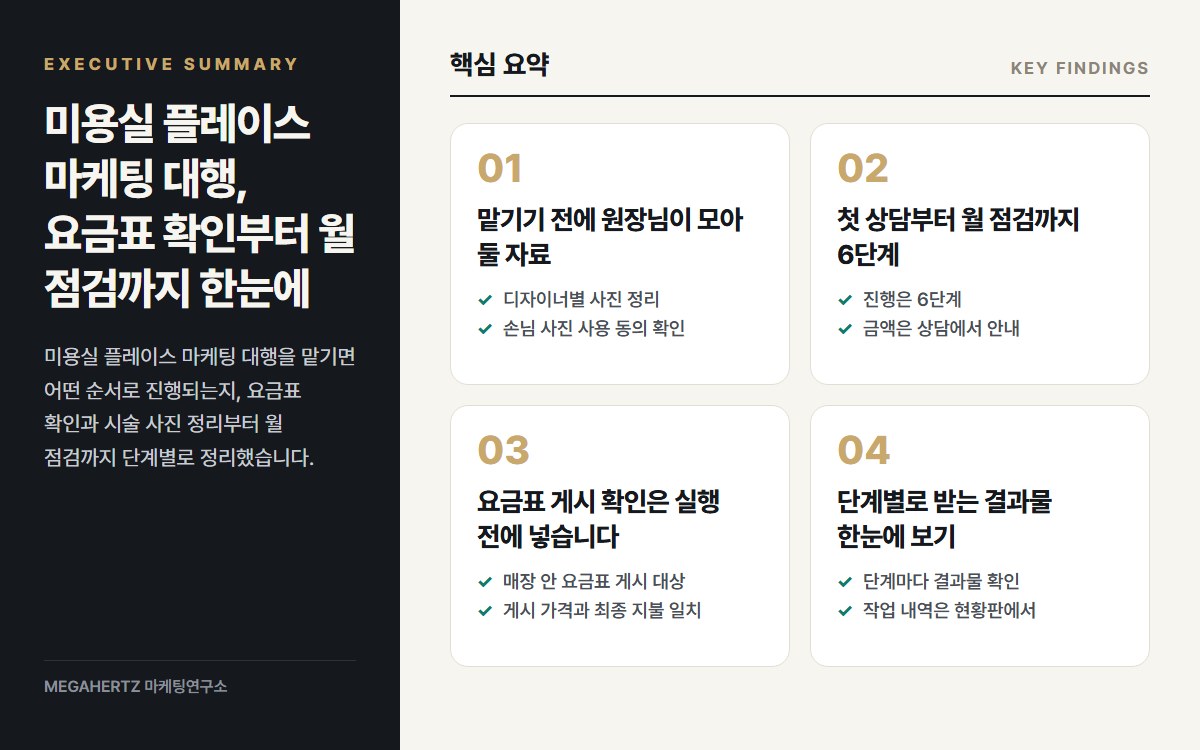 EXECUTIVE SUMMARY
미용실 플레이스
마케팅 대행,
요금표 확인부터 월
점검까지 한눈에
미용실 플레이스 마케팅 대행을 맡기면
어떤 순서로 진행되는지, 요금표
확인과 시술 사진 정리부터 월
점검까지 단계별로 정리했습니다.
MEGAHERTZ 마케팅연구소
핵심 요약
KEY FINDINGS
01
맡기기 전에 원장님이 모아
둘 자료
디자이너별 사진 정리
손님 사진 사용 동의 확인
02
첫 상담부터 월 점검까지
6단계
진행은 6단계
금액은 상담에서 안내
03
요금표 게시 확인은 실행
전에 넣습니다
매장 안 요금표 게시 대상
게시 가격과 최종 지불 일치
04
단계별로 받는 결과물
한눈에 보기
단계마다 결과물 확인
작업 내역은 현황판에서